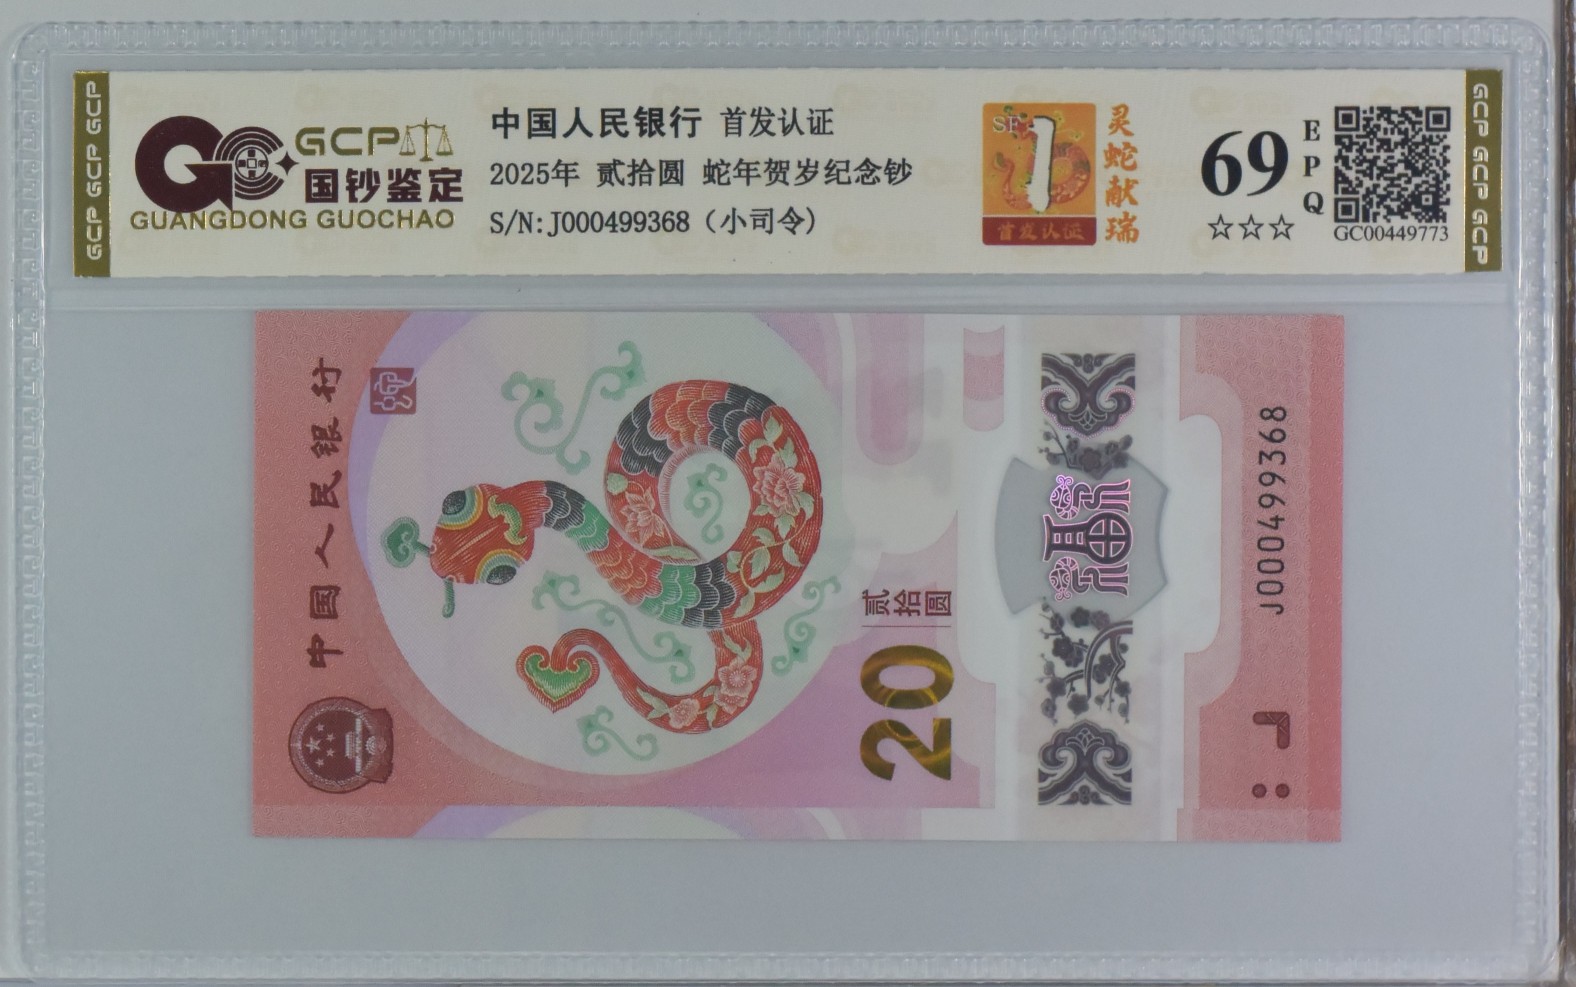 GCP GCP GCP
GCP
国钞鉴定
GUANGDONG GUOCHAO
中国人民银行 首发认证
2025年 贰拾圆 蛇年贺岁纪念钞
S/N: J000499368（小司令）
1
首发认证
灵蛇献瑞
69
EPQ
☆☆☆
GC00449773
GCP GCP GCP
中国人民银行
贰拾圆
20
J000499368